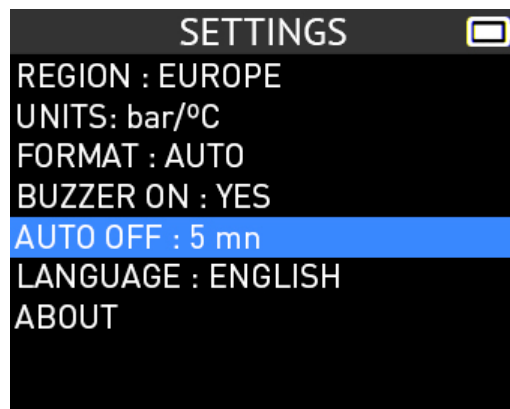 SETTINGS
REGION : EUROPE
UNITS: bar/ºC
FORMAT : AUTO
BUZZER ON : YES
AUTO OFF : 5 mn
LANGUAGE : ENGLISH
ABOUT